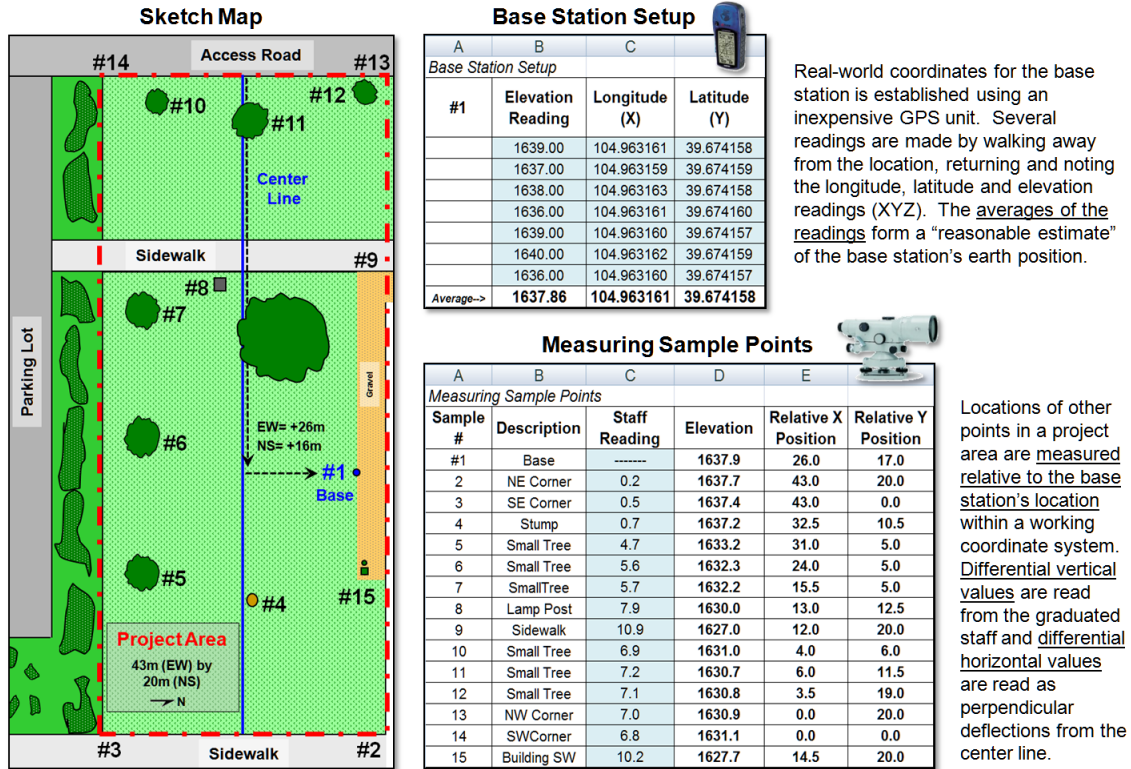 Sketch Map
Access Road
#14
#13
#10
#12
#11
Center
Line
Sidewalk
#9
#8
#7
Gravel
Parking Lot
EW= +26m
NS= +16m
#6
#1
Base
#5
#4
#15
Project Area
43m (EW) by
20m (NS)
N
#3
Sidewalk
#2
Base Station Setup
A B C
Base Station Setup
#1 Elevation Reading Longitude (X) Latitude (Y)
1639.00 104.963161 39.674158
1637.00 104.963159 39.674159
1638.00 104.963163 39.674158
1636.00 104.963161 39.674160
1639.00 104.963160 39.674157
1640.00 104.963162 39.674159
1636.00 104.963160 39.674157
Average--> 1637.86 104.963161 39.674158
Real-world coordinates for the base
station is established using an
inexpensive GPS unit. Several
readings are made by walking away
from the location, returning and noting
the longitude, latitude and elevation
readings (XYZ). The averages of the
readings form a “reasonable estimate”
of the base station’s earth position.
Measuring Sample Points
A B C D E
Measuring Sample Points
Sample # Description Staff Reading Elevation Relative X Position Relative Y Position
#1 Base ------- 1637.9 26.0 17.0
2 NE Corner 0.2 1637.7 43.0 20.0
3 SE Corner 0.5 1637.4 43.0 0.0
4 Stump 0.7 1637.2 32.5 10.5
5 Small Tree 4.7 1633.2 31.0 5.0
6 Small Tree 5.6 1632.3 24.0 5.0
7 SmallTree 5.7 1632.2 15.5 5.0
8 Lamp Post 7.9 1630.0 13.0 12.5
9 Sidewalk 10.9 1627.0 12.0 20.0
10 Small Tree 6.9 1631.0 4.0 6.0
11 Small Tree 7.2 1630.7 6.0 11.5
12 Small Tree 7.1 1630.8 3.5 19.0
13 NW Corner 7.0 1630.9 0.0 20.0
14 SWCorner 6.8 1631.1 0.0 0.0
15 Building SW 10.2 1627.7 14.5 20.0
Locations of other
points in a project
area are measured
relative to the base
station’s location
within a working
coordinate system.
Differential vertical
values are read
from the graduated
staff and differential
horizontal values
are read as
perpendicular
deflections from the
center line.